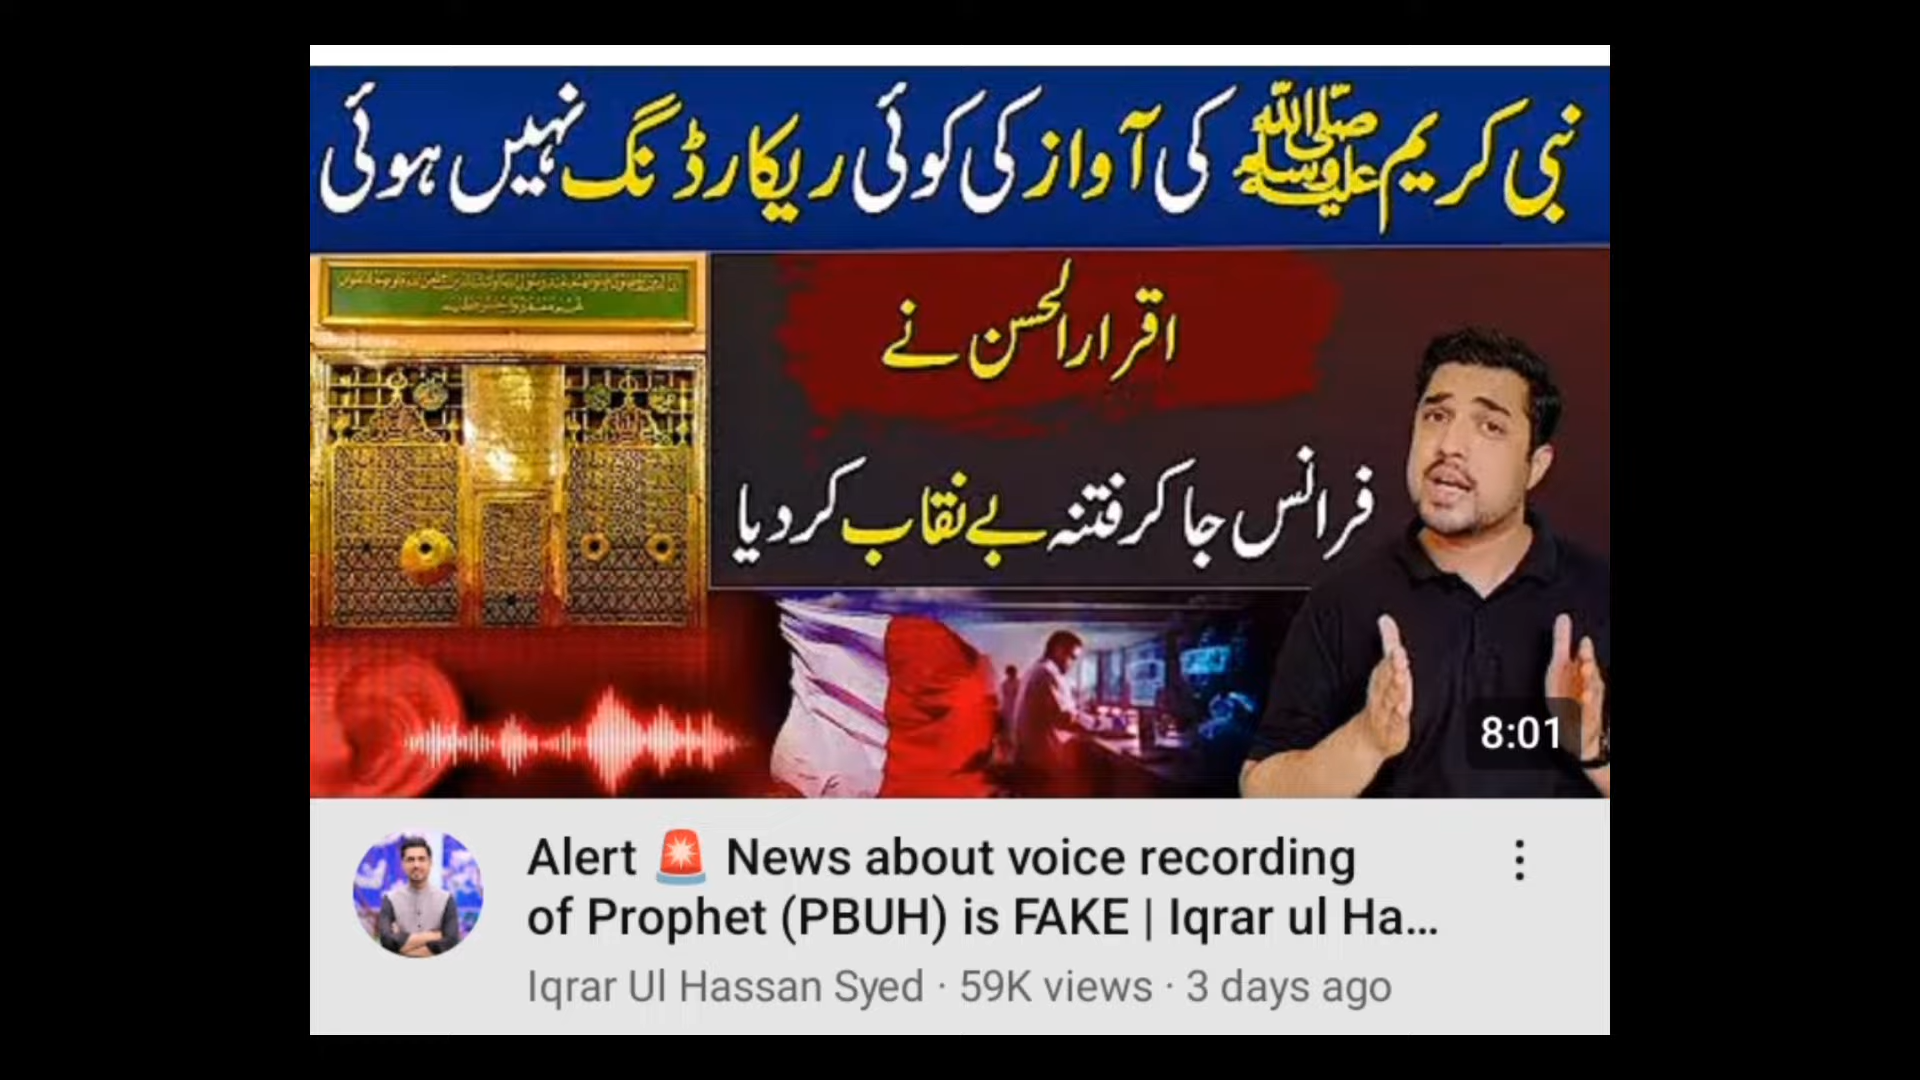 نبی کریم ﷺ کی آواز کی کوئی ریکارڈنگ نہیں ہوئی
اقرارالحسن نے
فرانس جا کر فتنہ بے نقاب کر دیا
8:01
Alert 🚨 News about voice recording
of Prophet (PBUH) is FAKE | Iqrar ul Ha...
Iqrar Ul Hassan Syed · 59K views · 3 days ago